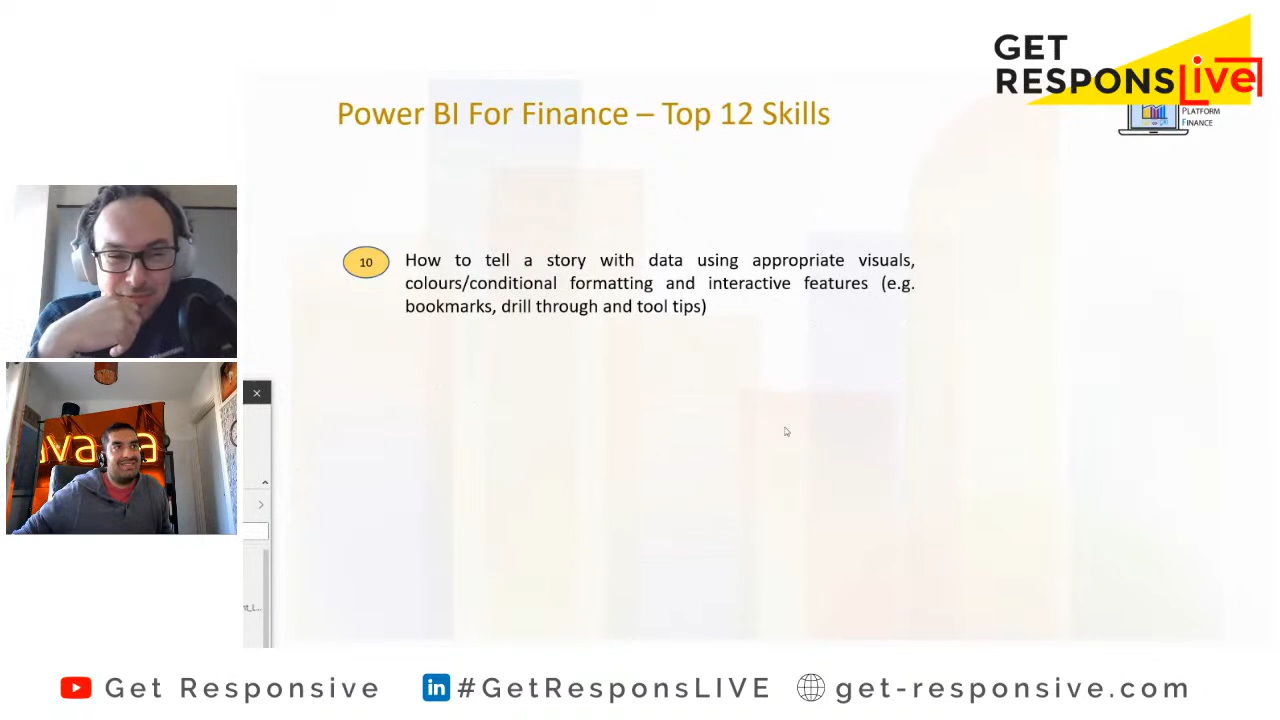 GET
RESPONSLive
PLATFORM
FINANCE
Power BI For Finance – Top 12 Skills
10
How to tell a story with data using appropriate visuals,
colours/conditional formatting and interactive features (e.g.
bookmarks, drill through and tool tips)
Get Responsive
in
#GetResponsLIVE
get-responsive.com